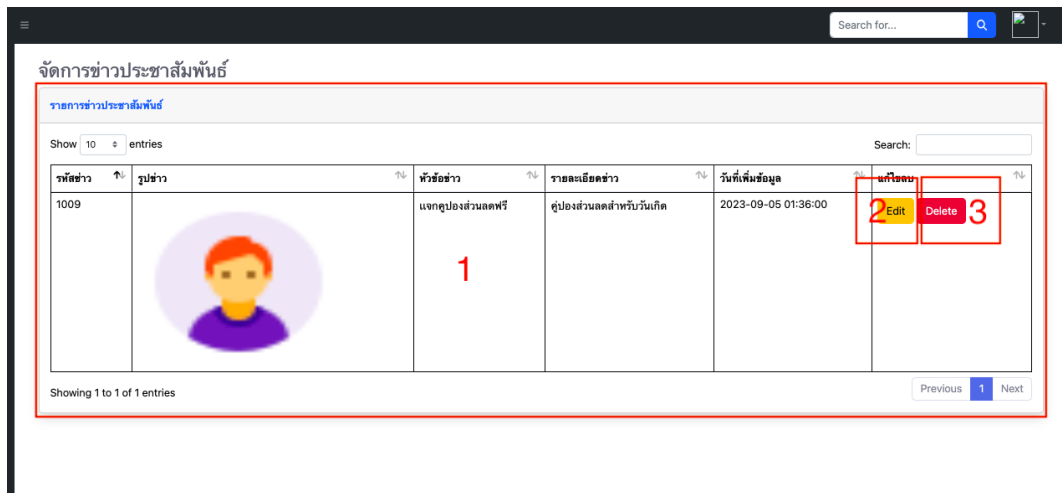 Search for...
จัดการข่าวประชาสัมพันธ์
รายการข่าวประชาสัมพันธ์
Show 10 entries Search:
รหัสข่าว รูปข่าว หัวข้อข่าว รายละเอียดข่าว วันที่เพิ่มข้อมูล แก้ไขลบ
1009 แจกคูปองส่วนลดฟรี คู่ปองส่วนลดสำหรับวันเกิด 2023-09-05 01:36:00 2 Edit Delete 3
1
Showing 1 to 1 of 1 entries Previous 1 Next